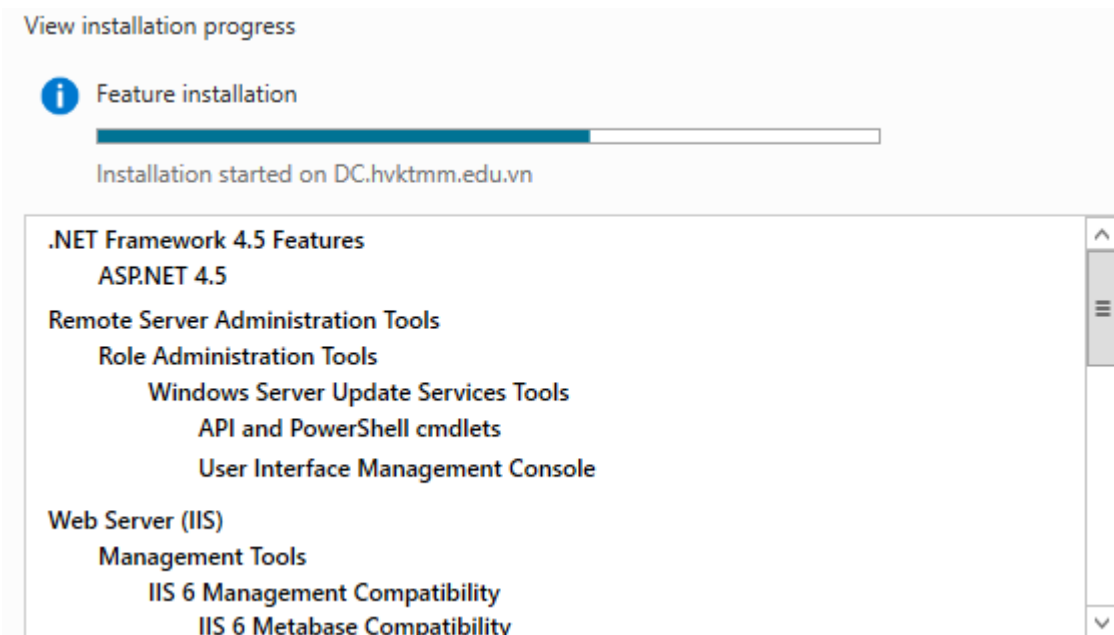 View installation progress
Feature installation
Installation started on DC.hvktmm.edu.vn
.NET Framework 4.5 Features
ASP.NET 4.5
Remote Server Administration Tools
Role Administration Tools
Windows Server Update Services Tools
API and PowerShell cmdlets
User Interface Management Console
Web Server (IIS)
Management Tools
IIS 6 Management Compatibility
IIS 6 Metabase Compatibility